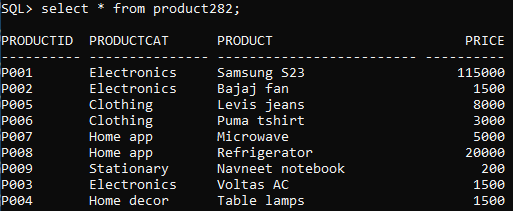 SQL> select * from product282;
PRODUCTID PRODUCTCAT PRODUCT PRICE
---------- ------------ -------------------- ----------
P001 Electronics Samsung S23 115000
P002 Electronics Bajaj fan 1500
P005 Clothing Levis jeans 8000
P006 Clothing Puma tshirt 3000
P007 Home app Microwave 5000
P008 Home app Refrigerator 20000
P009 Stationary Navneet notebook 200
P003 Electronics Voltas AC 1500
P004 Home decor Table lamps 1500